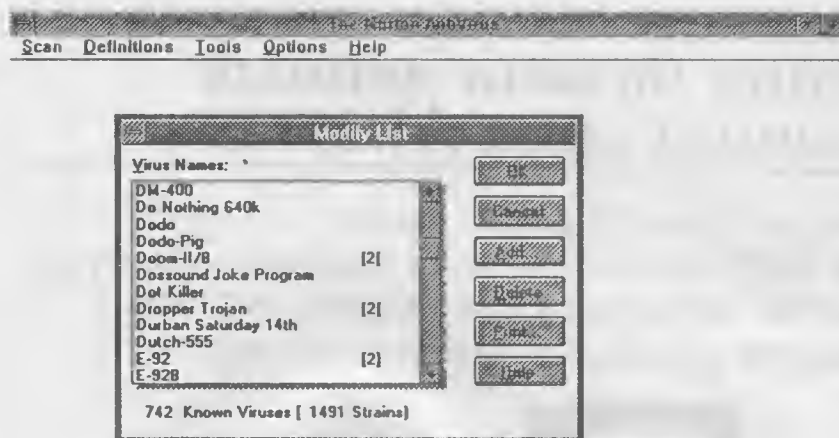 The Norton AntiVirus
Scan Definitions Tools Options Help
Modify List
Virus Names:
DM-400
Do Nothing 640k
Dodo
Dodo-Pig
Doom-II/B [2[
Dossound Joke Program
Dot Killer
Dropper Trojan [2[
Durban Saturday 14th
Dutch-555
E-92 [2}
E-92B
OK
Cancel
Add...
Delete
Print...
742 Known Viruses [ 1491 Strains]